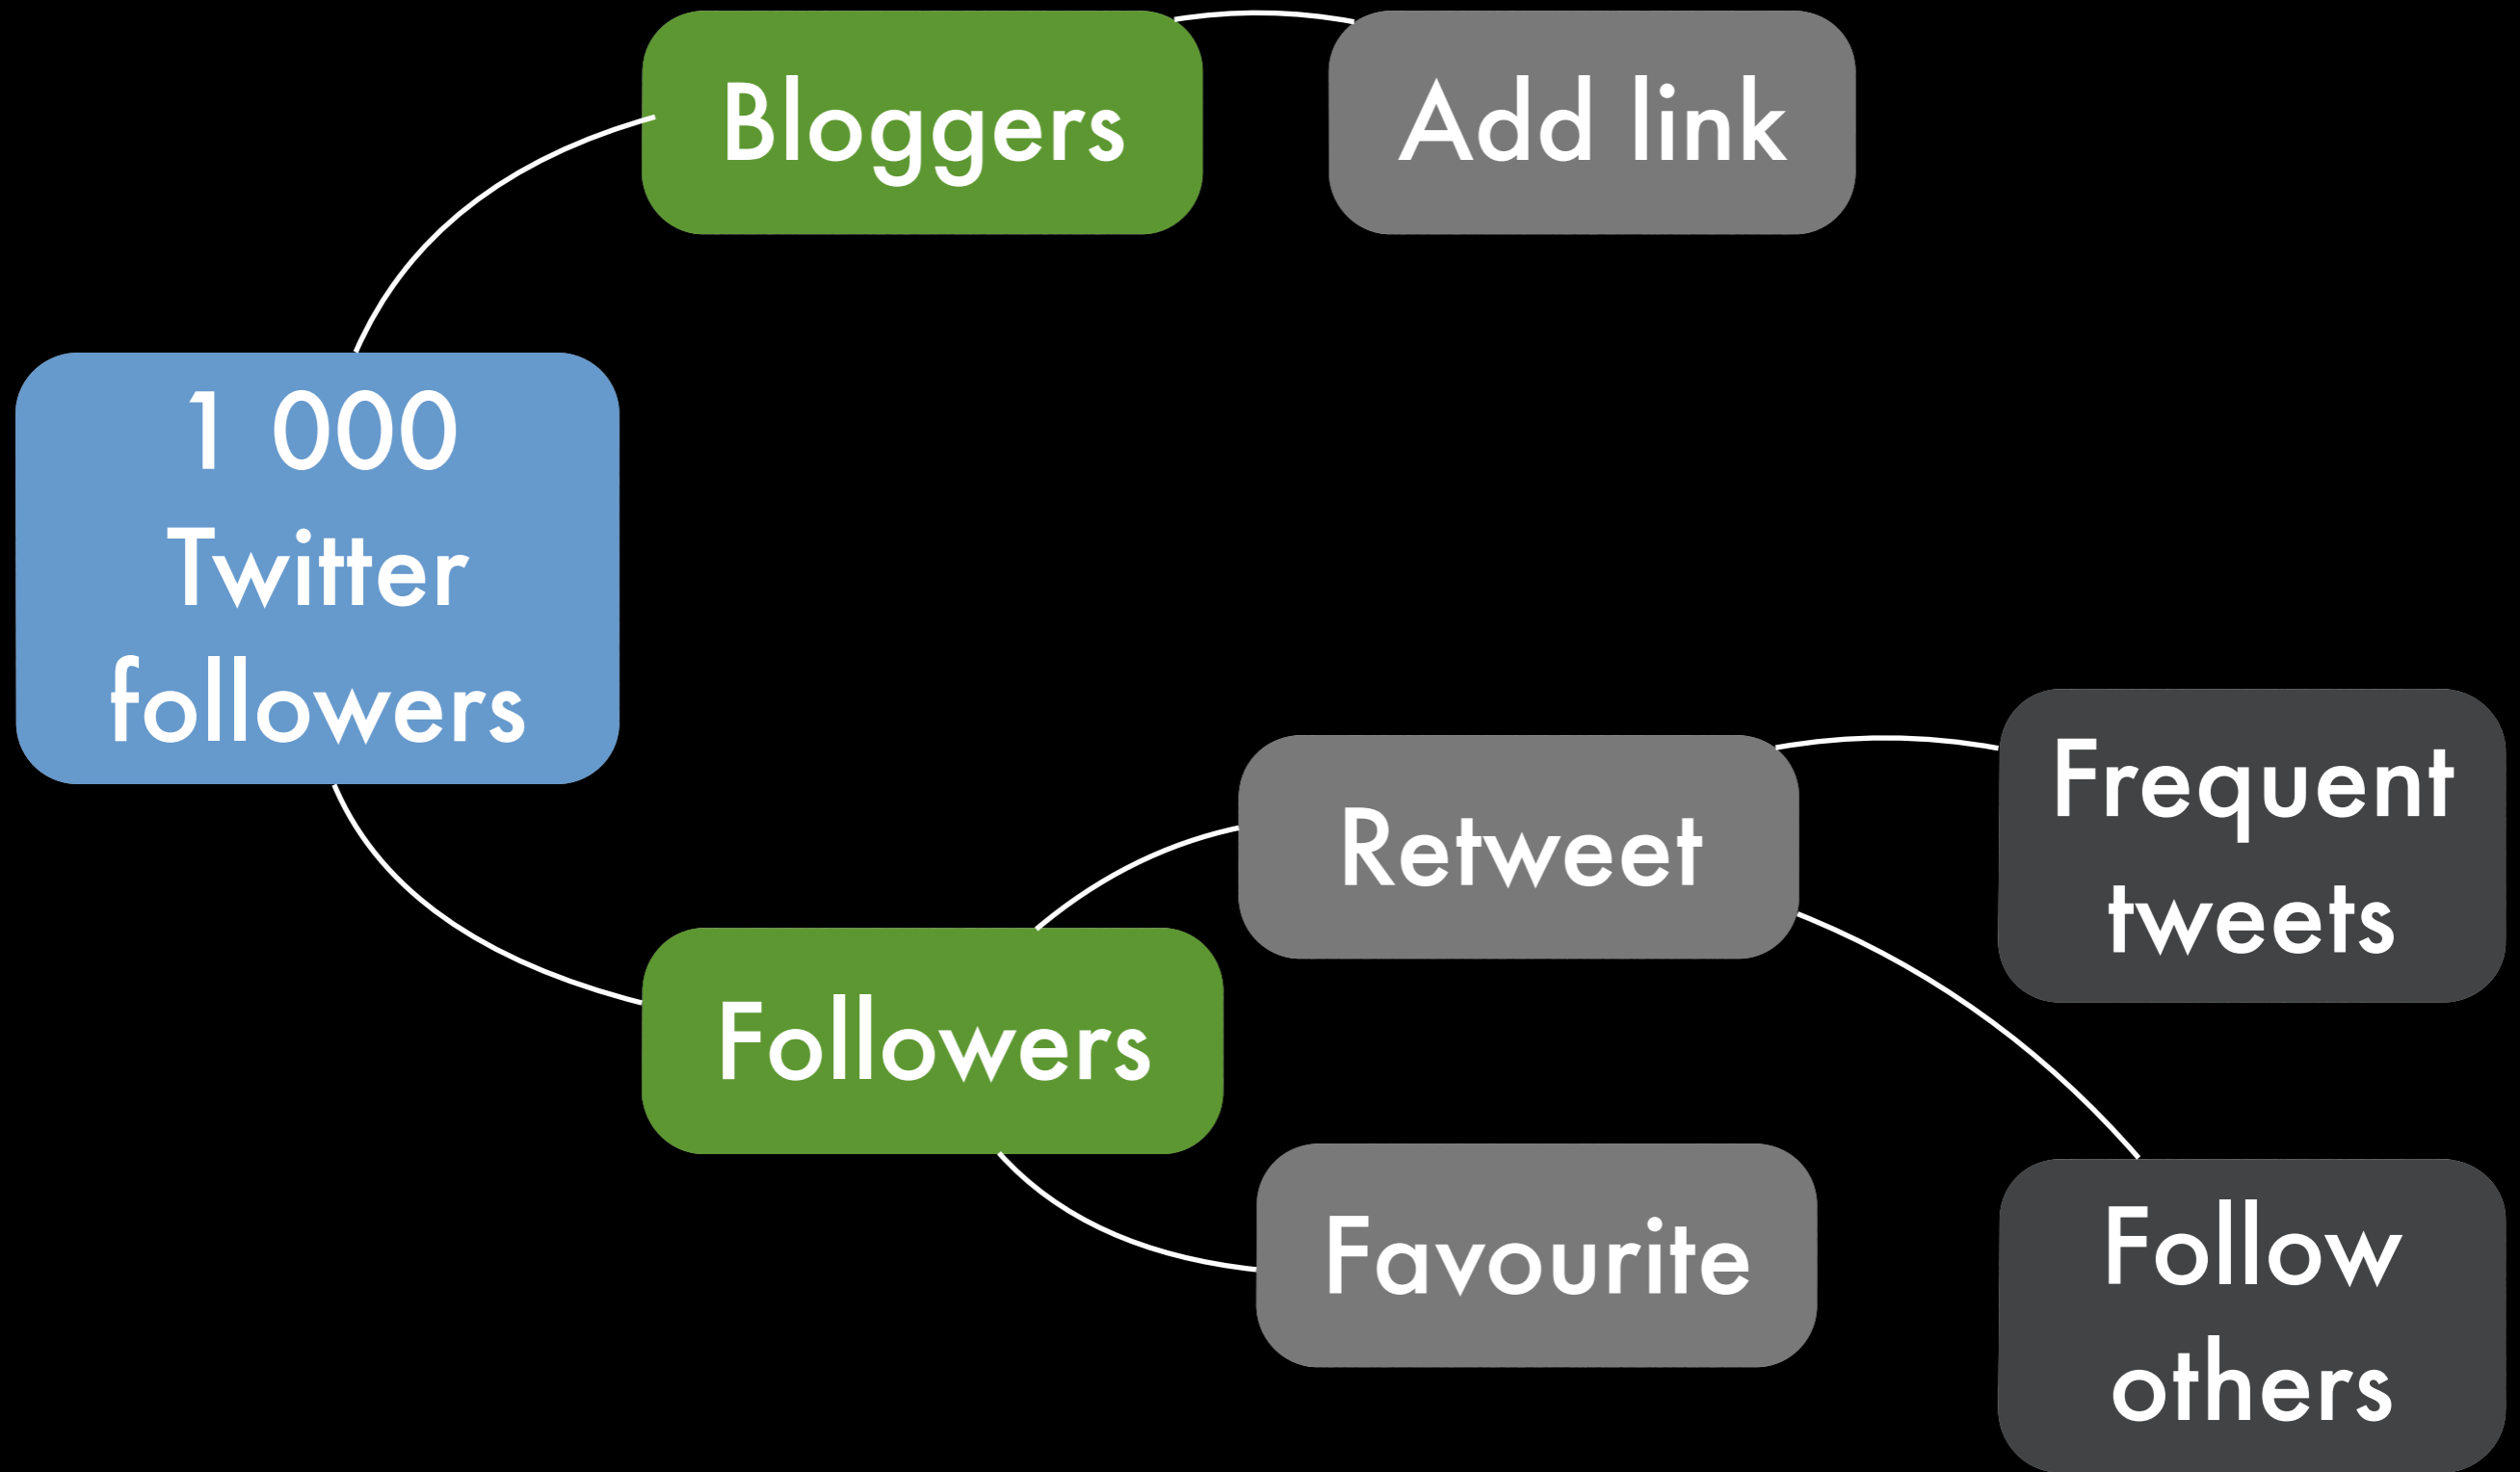 Bloggers
Add link
1 000
Twitter
followers
Retweet
Frequent
tweets
Followers
Favourite
Follow
others